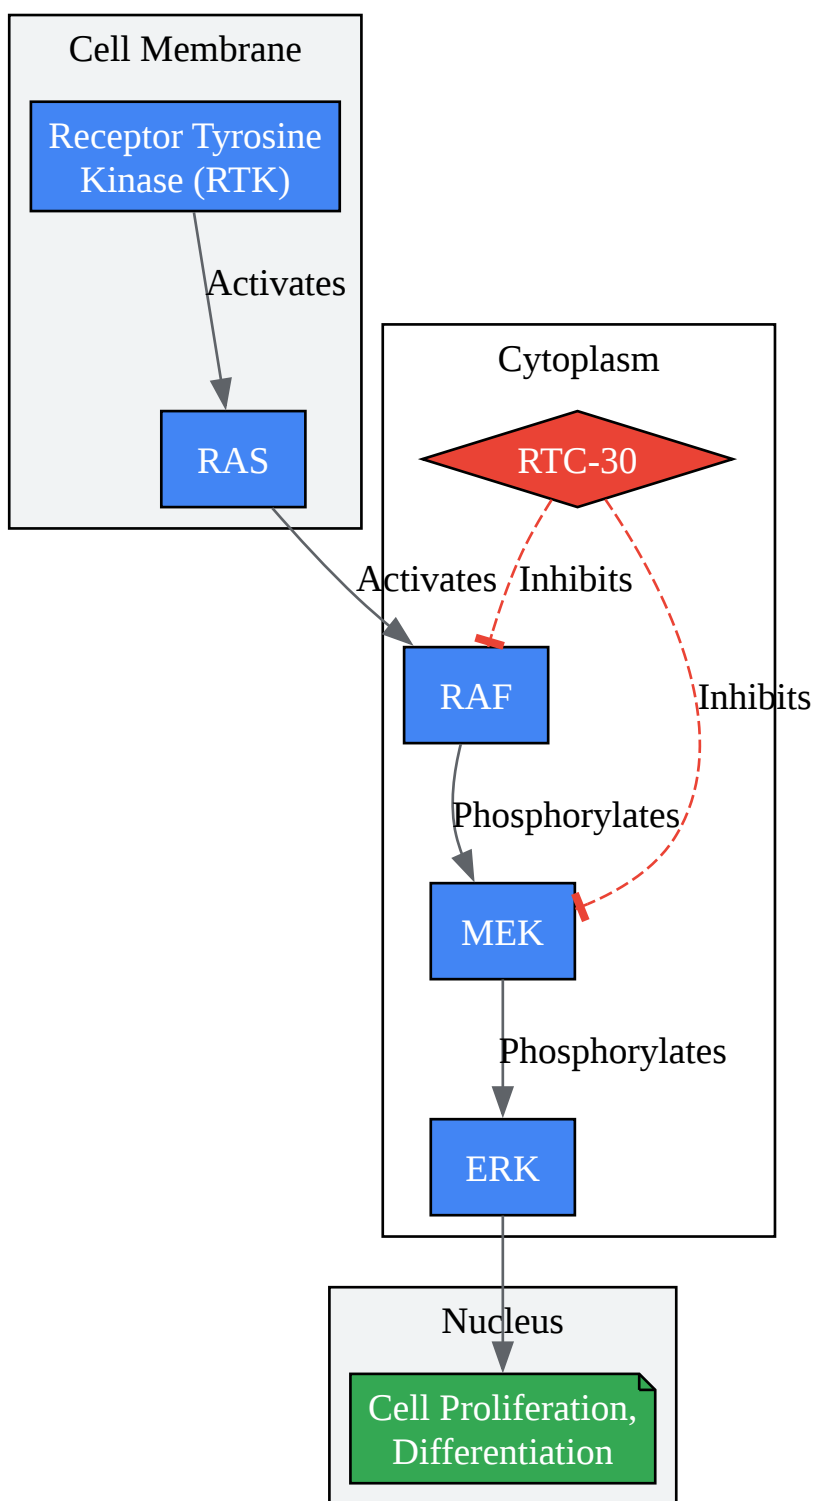 Cell Membrane
Receptor Tyrosine
Kinase (RTK)
Activates
RAS
Cytoplasm
RTC-30
Activates
Inhibits
RAF
Inhibits
Phosphorylates
MEK
Phosphorylates
ERK
Nucleus
Cell Proliferation,
Differentiation